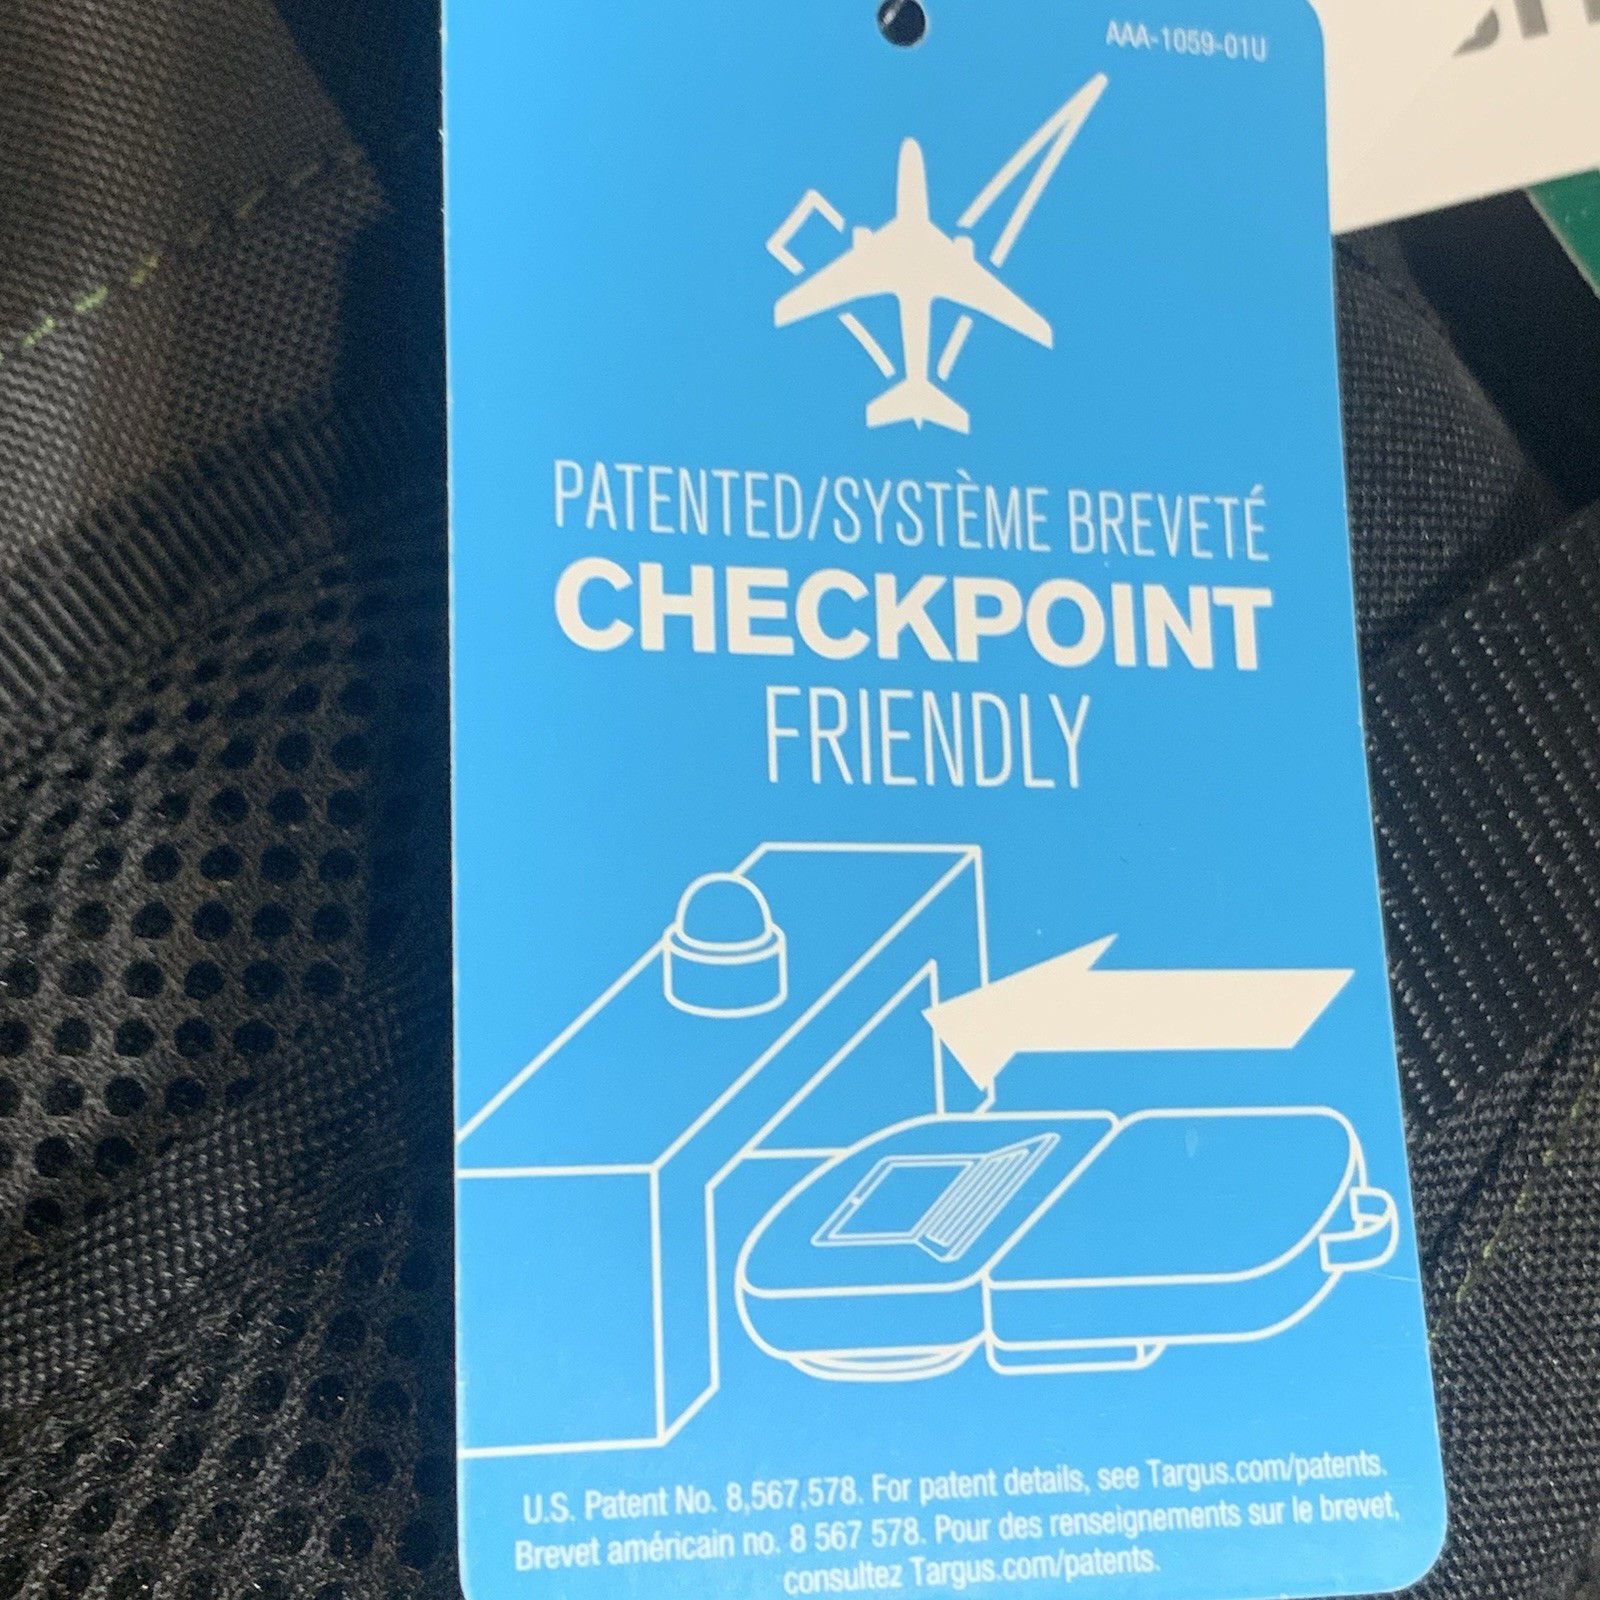 AAA-1059-01U
PATENTED/SYSTÈME BREVETÉ
CHECKPOINT
FRIENDLY
U.S. Patent No. 8,567,578. For patent details, see Targus.com/patents.
Brevet américain no. 8 567 578. Pour des renseignements sur le brevet,
consultez Targus.com/patents.